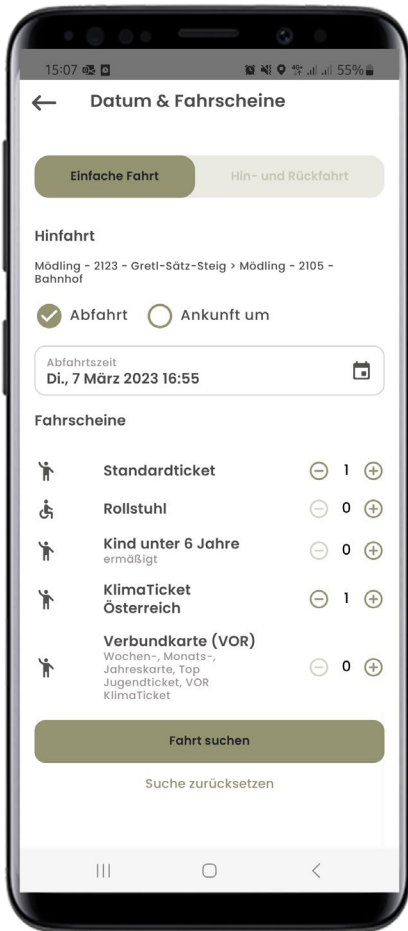 15:07 4G+ 55%
Datum & Fahrscheine
Einfache Fahrt Hin- und Rückfahrt
Hinfahrt
Mödling - 2123 - Gretl-Sätz-Steig > Mödling - 2105 -
Bahnhof
Abfahrt Ankunft um
Abfahrtszeit
Di., 7 März 2023 16:55
Fahrscheine
Standardticket 1
Rollstuhl 0
Kind unter 6 Jahre 0
ermäßigt
KlimaTicket
Österreich 1
Verbundkarte (VOR)
Wochen-, Monats-,
Jahreskarte, Top 0
Jugendticket, VOR
KlimaTicket
Fahrt suchen
Suche zurücksetzen